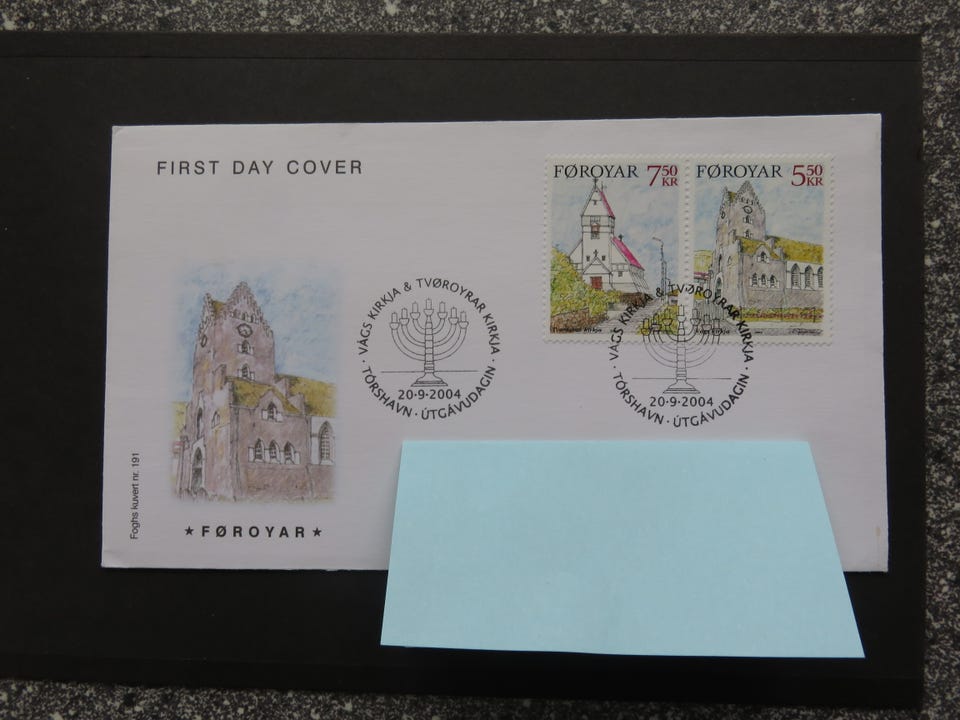 FIRST DAY COVER
FØROYAR 7 50 KR
FØROYAR 5 50 KR
· VÁGS KIRKJA & TVØROYRAR KIRKJA ·
20·9·2004
TÓRSHAVN · ÚTGÁVUDAGIN
· VÁGS KIRKJA & TVØROYRAR KIRKJA ·
20·9·2004
TÓRSHAVN · ÚTGÁVUDAGIN
Foghs kuvert nr. 191
★ FØROYAR ★